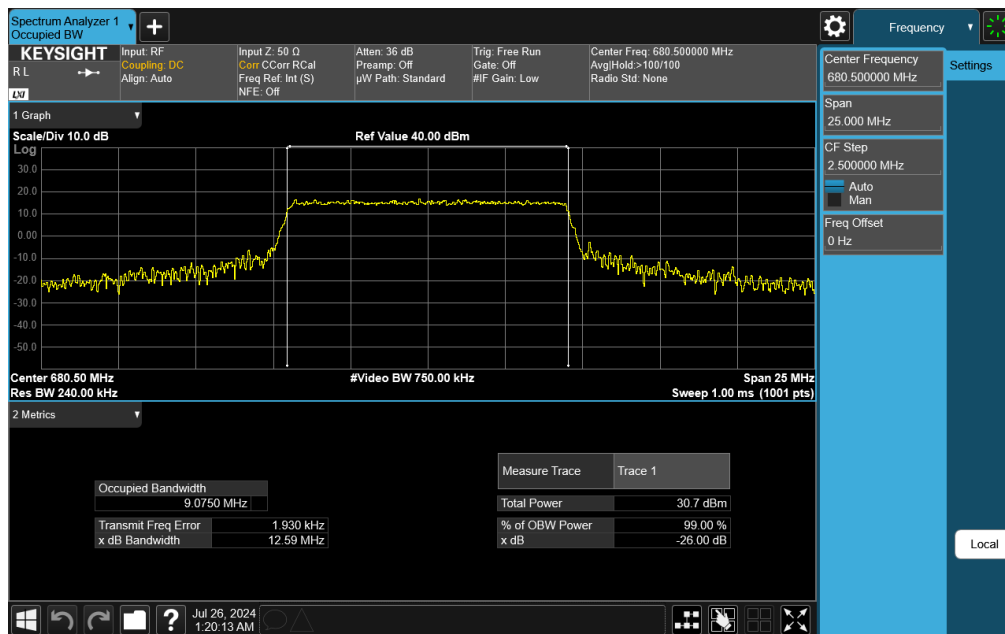 Spectrum Analyzer 1
Occupied BW
Frequency
KEYSIGHT
R L
LXI
Input: RF
Coupling: DC
Align: Auto
Input Z: 50 Ω
Corr CCorr RCal
Freq Ref: Int (S)
NFE: Off
Atten: 36 dB
Preamp: Off
µW Path: Standard
Trig: Free Run
Gate: Off
#IF Gain: Low
Center Freq: 680.500000 MHz
Avg|Hold:>100/100
Radio Std: None
Center Frequency
680.500000 MHz
Settings
Span
25.000 MHz
CF Step
2.500000 MHz
Auto
Man
Freq Offset
0 Hz
1 Graph
Scale/Div 10.0 dB
Ref Value 40.00 dBm
Log
30.0
20.0
10.0
0.00
-10.0
-20.0
-30.0
-40.0
-50.0
Center 680.50 MHz
#Video BW 750.00 kHz
Span 25 MHz
Res BW 240.00 kHz
Sweep 1.00 ms (1001 pts)
2 Metrics
Measure Trace
Trace 1
Occupied Bandwidth
9.0750 MHz
Total Power
30.7 dBm
Transmit Freq Error
1.930 kHz
% of OBW Power
99.00 %
x dB Bandwidth
12.59 MHz
x dB
-26.00 dB
Local
?
Jul 26, 2024
1:20:13 AM